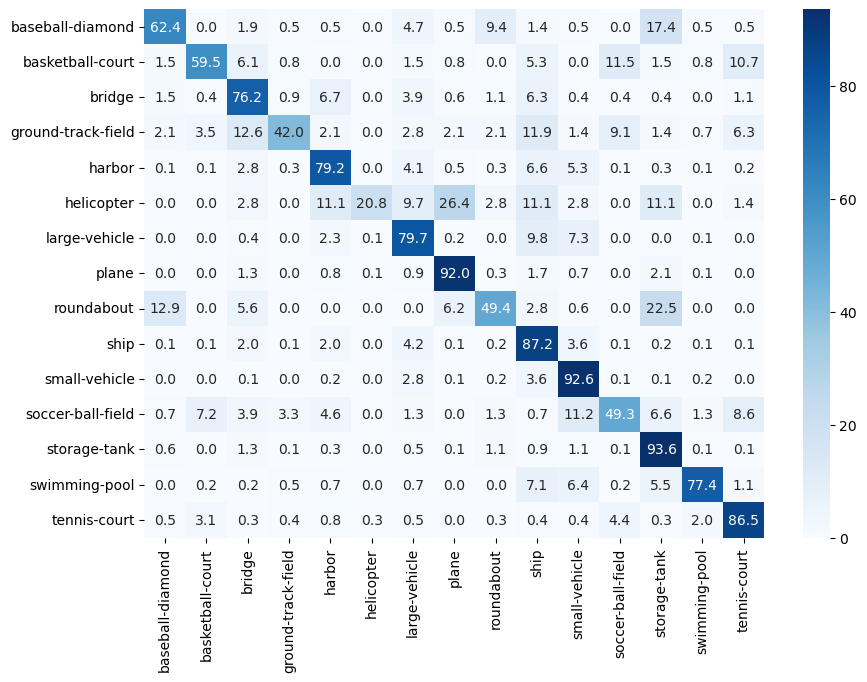 baseball-diamond 62.4 0.0 1.9 0.5 0.5 0.0 4.7 0.5 9.4 1.4 0.5 0.0 17.4 0.5 0.5
basketball-court 1.5 59.5 6.1 0.8 0.0 0.0 1.5 0.8 0.0 5.3 0.0 11.5 1.5 0.8 10.7
bridge 1.5 0.4 76.2 0.9 6.7 0.0 3.9 0.6 1.1 6.3 0.4 0.4 0.4 0.0 1.1
ground-track-field 2.1 3.5 12.6 42.0 2.1 0.0 2.8 2.1 2.1 11.9 1.4 9.1 1.4 0.7 6.3
harbor 0.1 0.1 2.8 0.3 79.2 0.0 4.1 0.5 0.3 6.6 5.3 0.1 0.3 0.1 0.2
helicopter 0.0 0.0 2.8 0.0 11.1 20.8 9.7 26.4 2.8 11.1 2.8 0.0 11.1 0.0 1.4
large-vehicle 0.0 0.0 0.4 0.0 2.3 0.1 79.7 0.2 0.0 9.8 7.3 0.0 0.0 0.1 0.0
plane 0.0 0.0 1.3 0.0 0.8 0.1 0.9 92.0 0.3 1.7 0.7 0.0 2.1 0.1 0.0
roundabout 12.9 0.0 5.6 0.0 0.0 0.0 0.0 6.2 49.4 2.8 0.6 0.0 22.5 0.0 0.0
ship 0.1 0.1 2.0 0.1 2.0 0.0 4.2 0.1 0.2 87.2 3.6 0.1 0.2 0.1 0.1
small-vehicle 0.0 0.0 0.1 0.0 0.2 0.0 2.8 0.1 0.2 3.6 92.6 0.1 0.1 0.2 0.0
soccer-ball-field 0.7 7.2 3.9 3.3 4.6 0.0 1.3 0.0 1.3 0.7 11.2 49.3 6.6 1.3 8.6
storage-tank 0.6 0.0 1.3 0.1 0.3 0.0 0.5 0.1 1.1 0.9 1.1 0.1 93.6 0.1 0.1
swimming-pool 0.0 0.2 0.2 0.5 0.7 0.0 0.7 0.0 0.0 7.1 6.4 0.2 5.5 77.4 1.1
tennis-court 0.5 3.1 0.3 0.4 0.8 0.3 0.5 0.0 0.3 0.4 0.4 4.4 0.3 2.0 86.5
baseball-diamond
basketball-court
bridge
ground-track-field
harbor
helicopter
large-vehicle
plane
roundabout
ship
small-vehicle
soccer-ball-field
storage-tank
swimming-pool
tennis-court
80
60
40
20
0